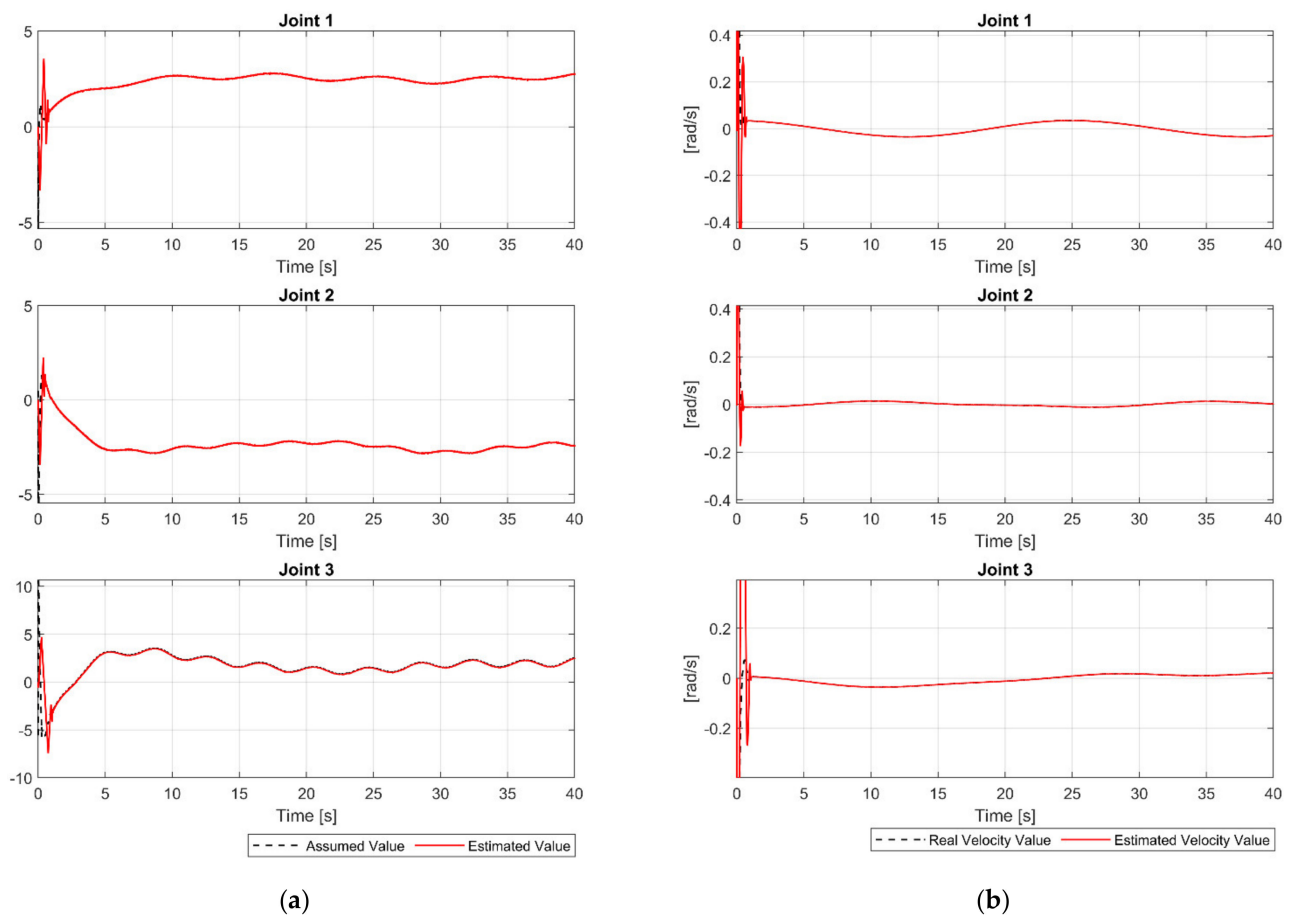 Joint 1
5
0
-5
0 5 10 15 20 25 30 35 40
Time [s]
Joint 2
5
0
-5
0 5 10 15 20 25 30 35 40
Time [s]
Joint 3
10
5
0
-5
-10
0 5 10 15 20 25 30 35 40
Time [s]
Assumed Value Estimated Value
(a)
Joint 1
[rad/s]
0.4
0.2
0
-0.2
-0.4
0 5 10 15 20 25 30 35 40
Time [s]
Joint 2
[rad/s]
0.4
0.2
0
-0.2
-0.4
0 5 10 15 20 25 30 35 40
Time [s]
Joint 3
[rad/s]
0.2
0
-0.2
0 5 10 15 20 25 30 35 40
Time [s]
Real Velocity Value Estimated Velocity Value
(b)